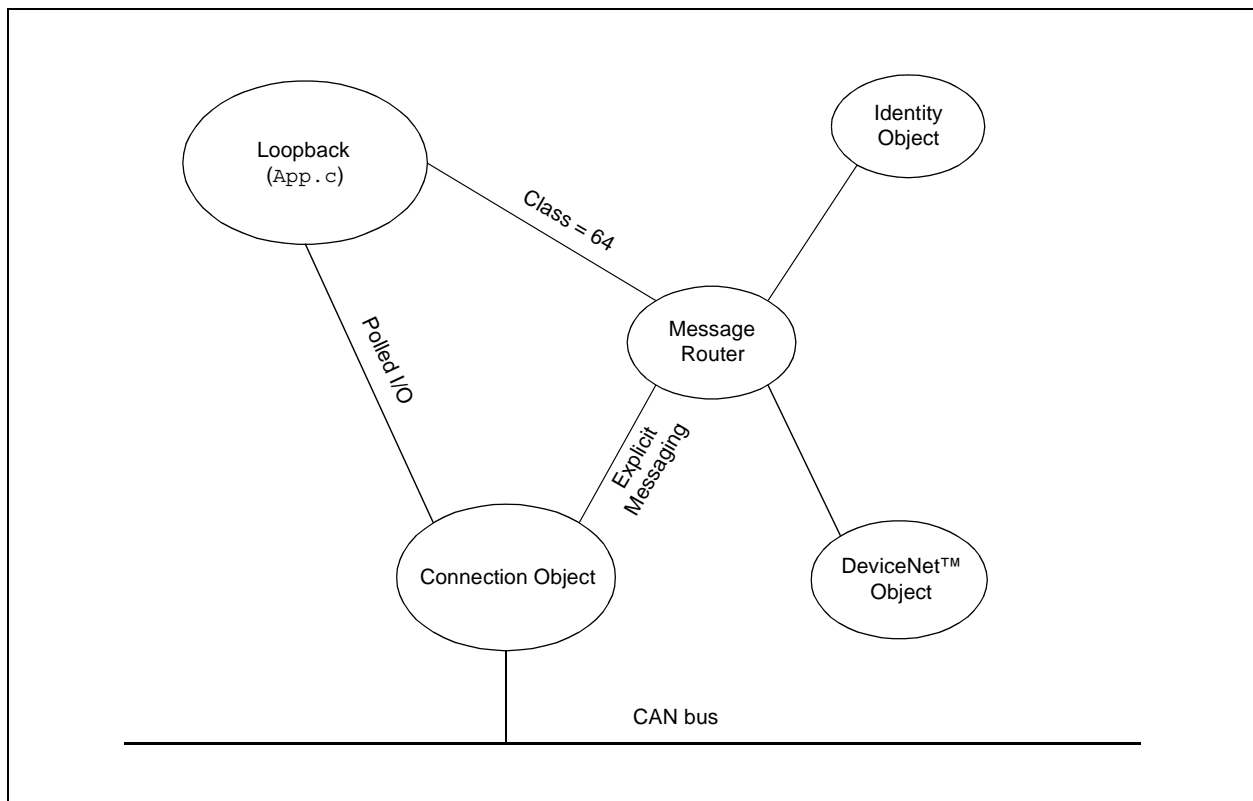 Identity
Object
Loopback
(App.c)
Class = 64
Message
Router
Polled I/O
Explicit
Messaging
Connection Object
DeviceNet™
Object
CAN bus